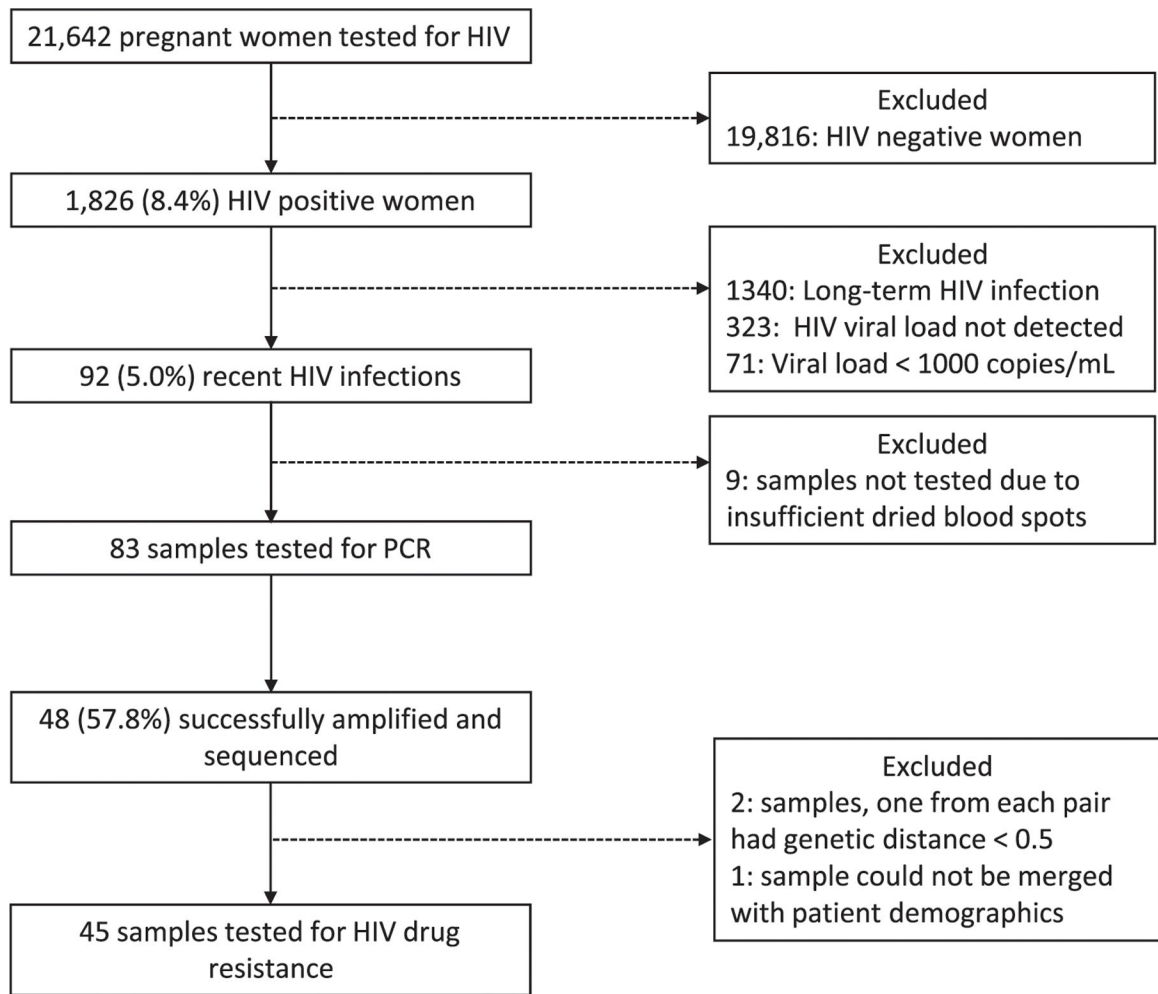 21,642 pregnant women tested for HIV
Excluded
19,816: HIV negative women
1,826 (8.4%) HIV positive women
Excluded
1340: Long-term HIV infection
323: HIV viral load not detected
71: Viral load < 1000 copies/mL
92 (5.0%) recent HIV infections
Excluded
9: samples not tested due to
insufficient dried blood spots
83 samples tested for PCR
48 (57.8%) successfully amplified and
sequenced
Excluded
2: samples, one from each pair
had genetic distance < 0.5
1: sample could not be merged
with patient demographics
45 samples tested for HIV drug
resistance